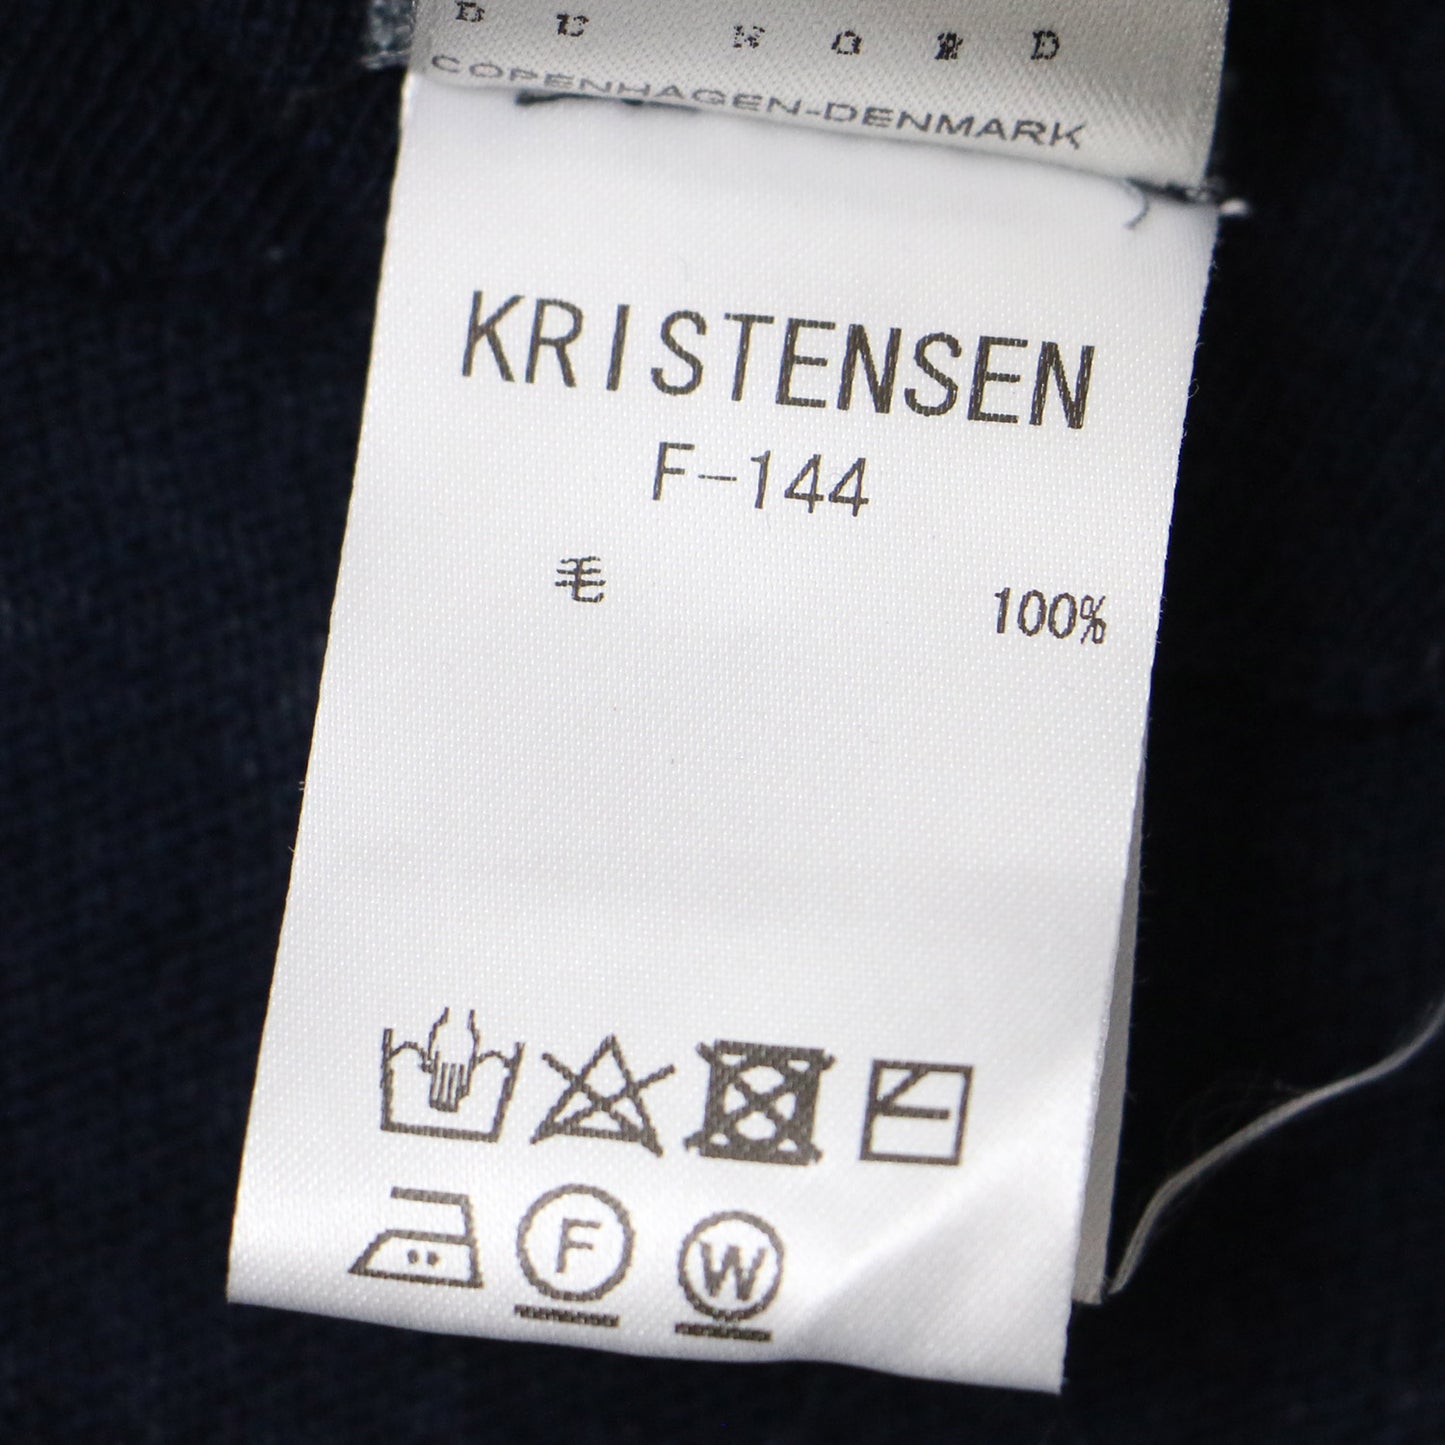 COPENHAGEN-DENMARK
KRISTENSEN
F-144
毛 100%
F
W